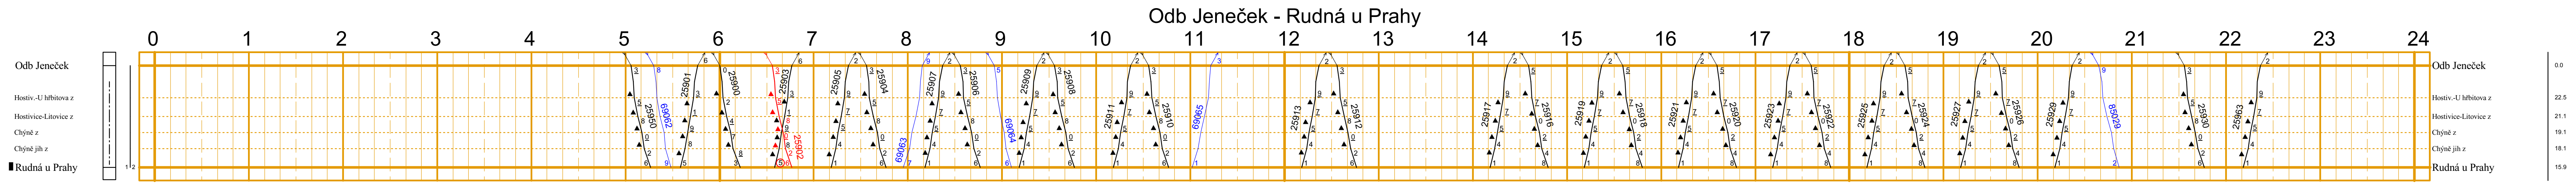 Odb Jeneček - Rudná u Prahy
0 1 2 3 4 5 6 7 8 9 10 11 12 13 14 15 16 17 18 19 20 21 22 23 24
Odb Jeneček
Odb Jeneček 0.0
Hostiv.-U hřbitova z
Hostiv.-U hřbitova z 22.5
Hostivice-Litovice z
Hostivice-Litovice z 21.1
Chýně z
Chýně z 19.1
Chýně jih z
Chýně jih z 18.1
Rudná u Prahy
Rudná u Prahy 15.9
25950 69062 25901 25900 25903 25902 25905 25904 69063 25907 25906 69064 25909 25908 25911 25910 69065 25913 25912 25917 25916 25919 25918 25921 25920 25923 25922 25925 25924 25927 25926 25929 85029 25930 25963